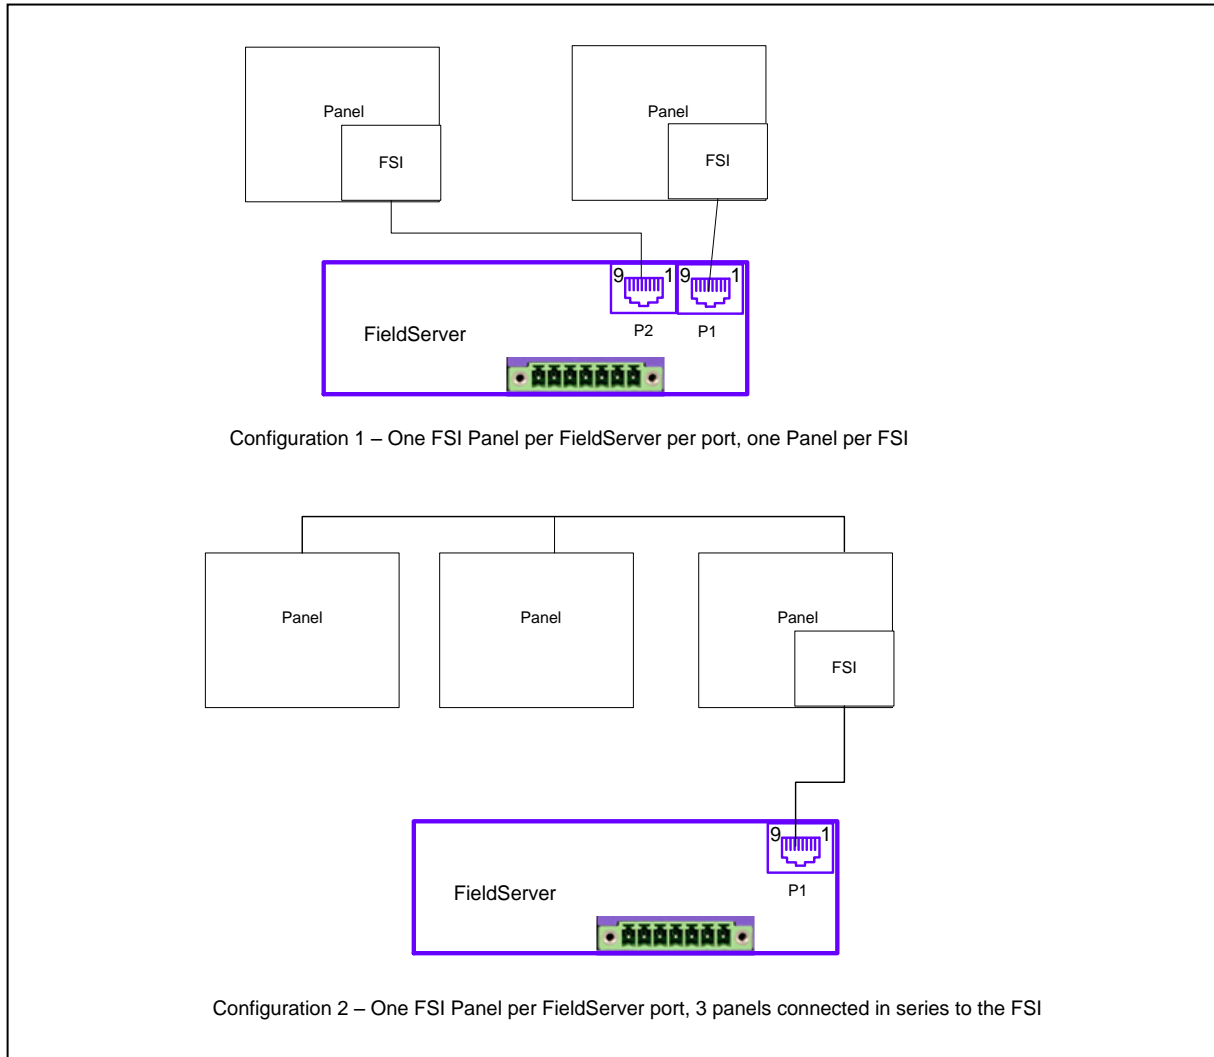 Panel
Panel
FSI
FSI
9 1
9 1
P2
P1
FieldServer
Configuration 1 – One FSI Panel per FieldServer per port, one Panel per FSI
Panel
Panel
Panel
FSI
9 1
P1
FieldServer
Configuration 2 – One FSI Panel per FieldServer port, 3 panels connected in series to the FSI